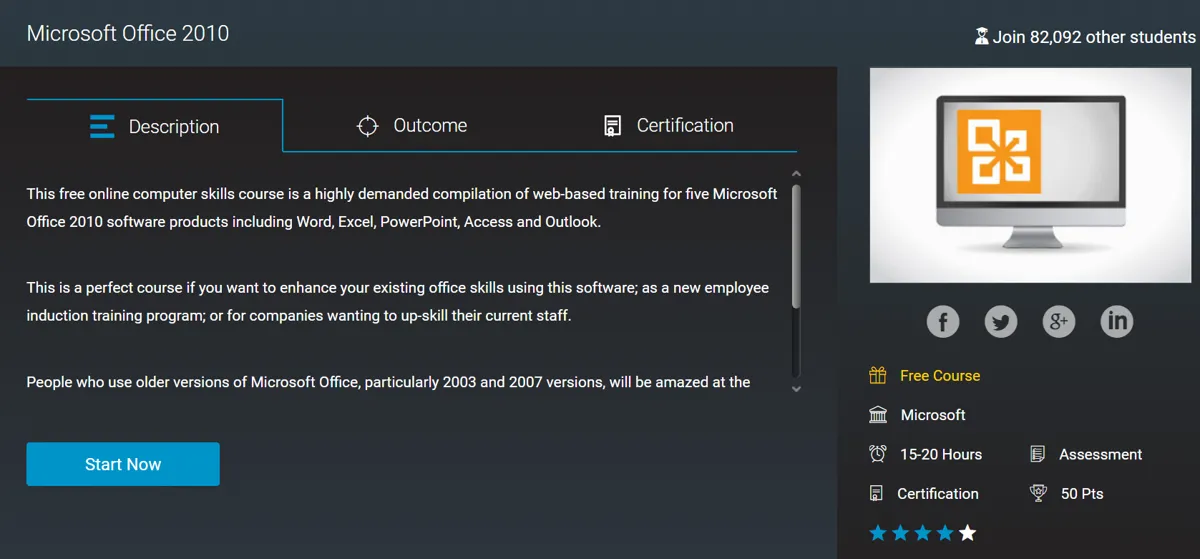 Microsoft Office 2010
Join 82,092 other students
Description
Outcome
Certification
This free online computer skills course is a highly demanded compilation of web-based training for five Microsoft
Office 2010 software products including Word, Excel, PowerPoint, Access and Outlook.
This is a perfect course if you want to enhance your existing office skills using this software; as a new employee
induction training program; or for companies wanting to up-skill their current staff.
People who use older versions of Microsoft Office, particularly 2003 and 2007 versions, will be amazed at the
Start Now
f
g+
in
Free Course
Microsoft
15-20 Hours
Assessment
Certification
50 Pts